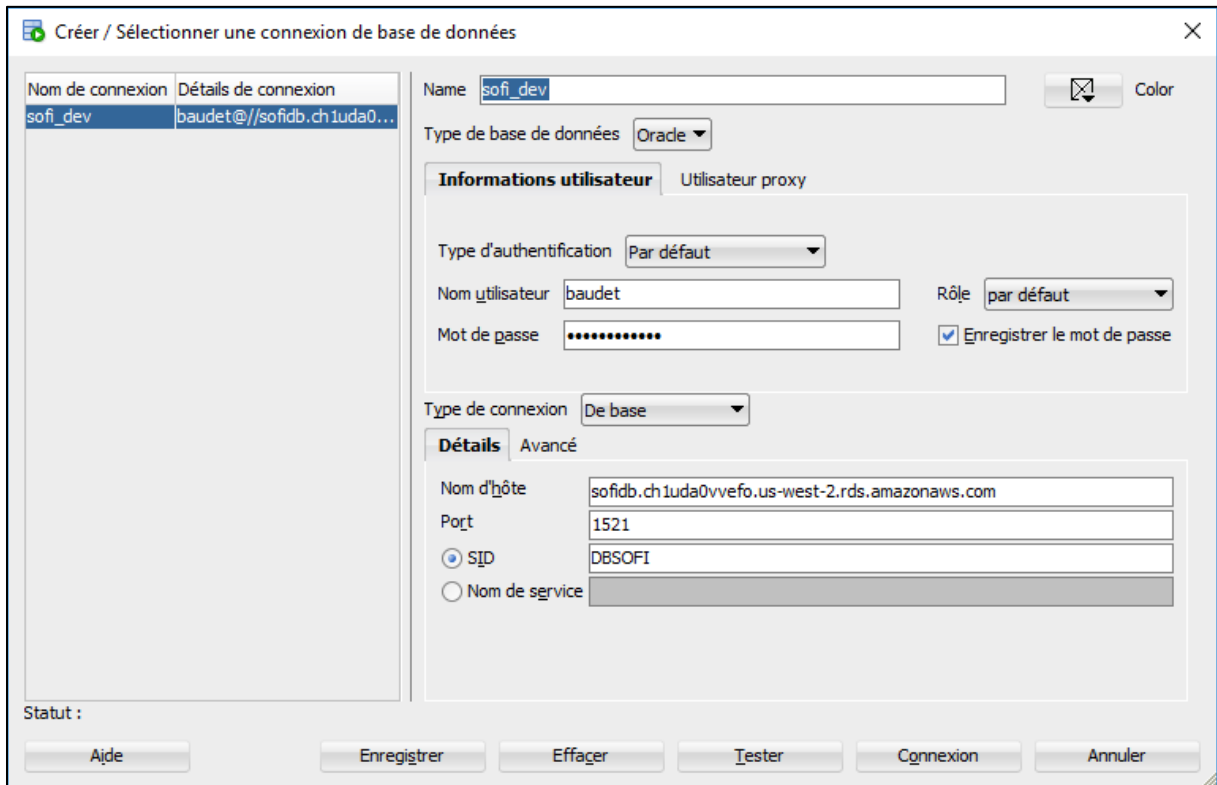 Créer / Sélectionner une connexion de base de données
Nom de connexion Détails de connexion
sofi_dev baudet@//sofidb.ch1uda0...
Name sofi_dev Color
Type de base de données Oracle
Informations utilisateur Utilisateur proxy
Type d'authentification Par défaut
Nom utilisateur baudet Rôle par défaut
Mot de passe •••••••••••• Enregistrer le mot de passe
Type de connexion De base
Détails Avancé
Nom d'hôte sofidb.ch1uda0vvefo.us-west-2.rds.amazonaws.com
Port 1521
SID DBSOFI
Nom de service
Statut :
Aide Enregistrer Effacer Tester Connexion Annuler